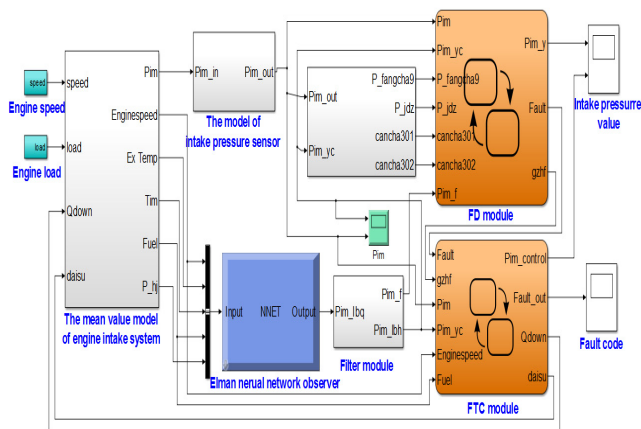 speed
Engine speed
load
Engine load
speed
load
Qdown
daisu
Pim
Enginespeed
Ex Temp
Tim
Fuel
P_hj
The mean value model
of engine intake system
Pim_in
Pim_out
The model of
intake pressure sensor
Pim_out
Pim_yc
P_fangcha9
P_jdz
cancha301
cancha302
Pim
Pim_yc
P_fangcha9
P_jdz
cancha301
cancha302
Pim_f
Pim_y
Fault
gzhf
FD module
Intake pressurre
value
Pim
Input
NNET
Output
Elman nerual network observer
Pim_lbq
Pim_f
Pim_lbh
Filter module
Fault
gzhf
Pim
Pim_yc
Enginespeed
Fuel
Pim_control
Fault_out
Qdown
daisu
FTC module
Fault code